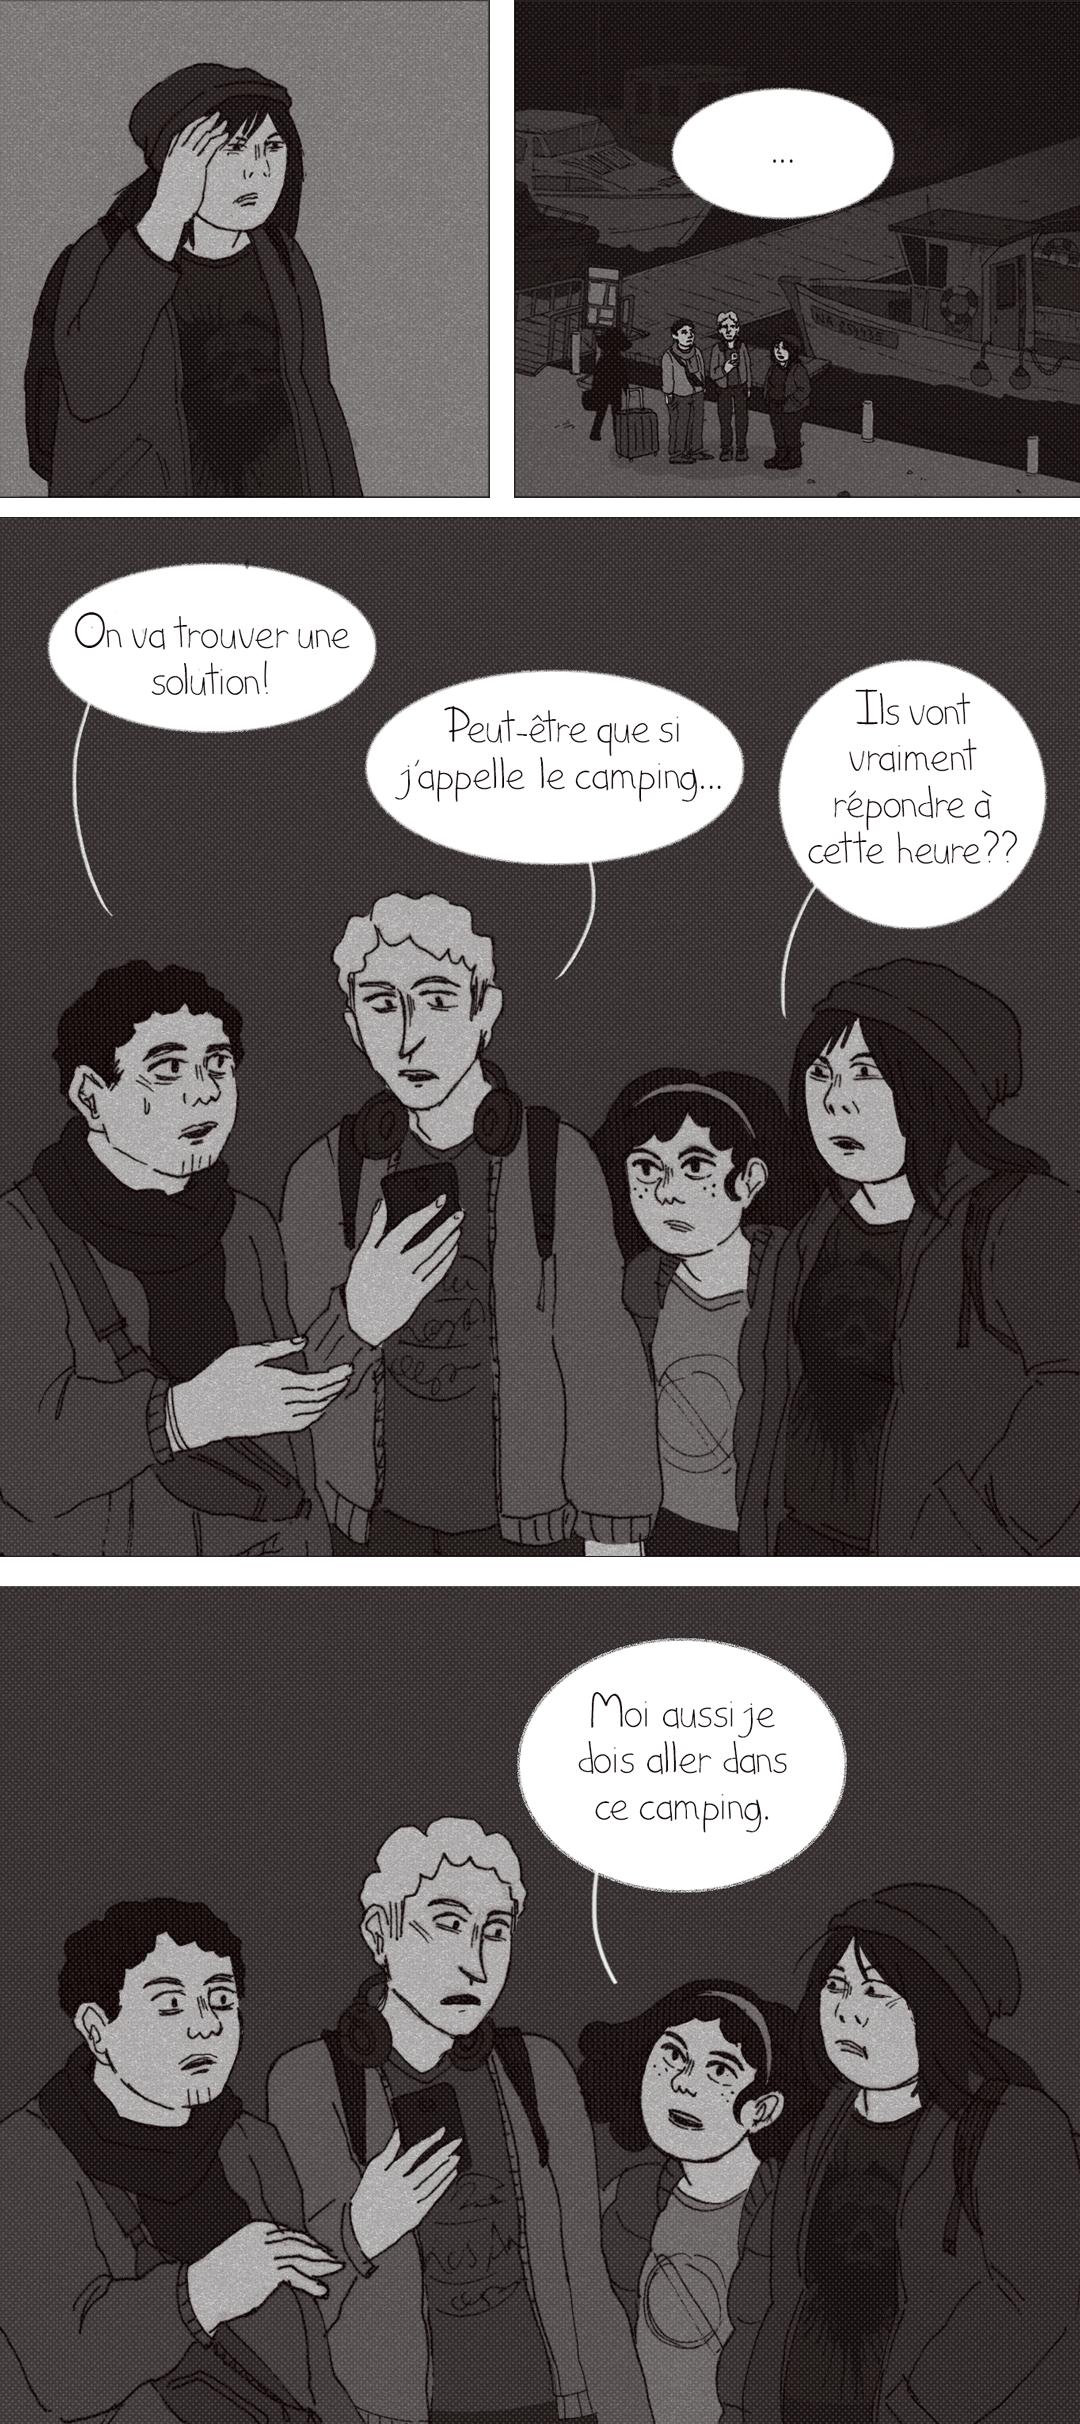 ...
On va trouver une
solution!
Peut-être que si
j'appelle le camping...
Ils vont
vraiment
répondre à
cette heure??
Moi aussi je
dois aller dans
ce camping.